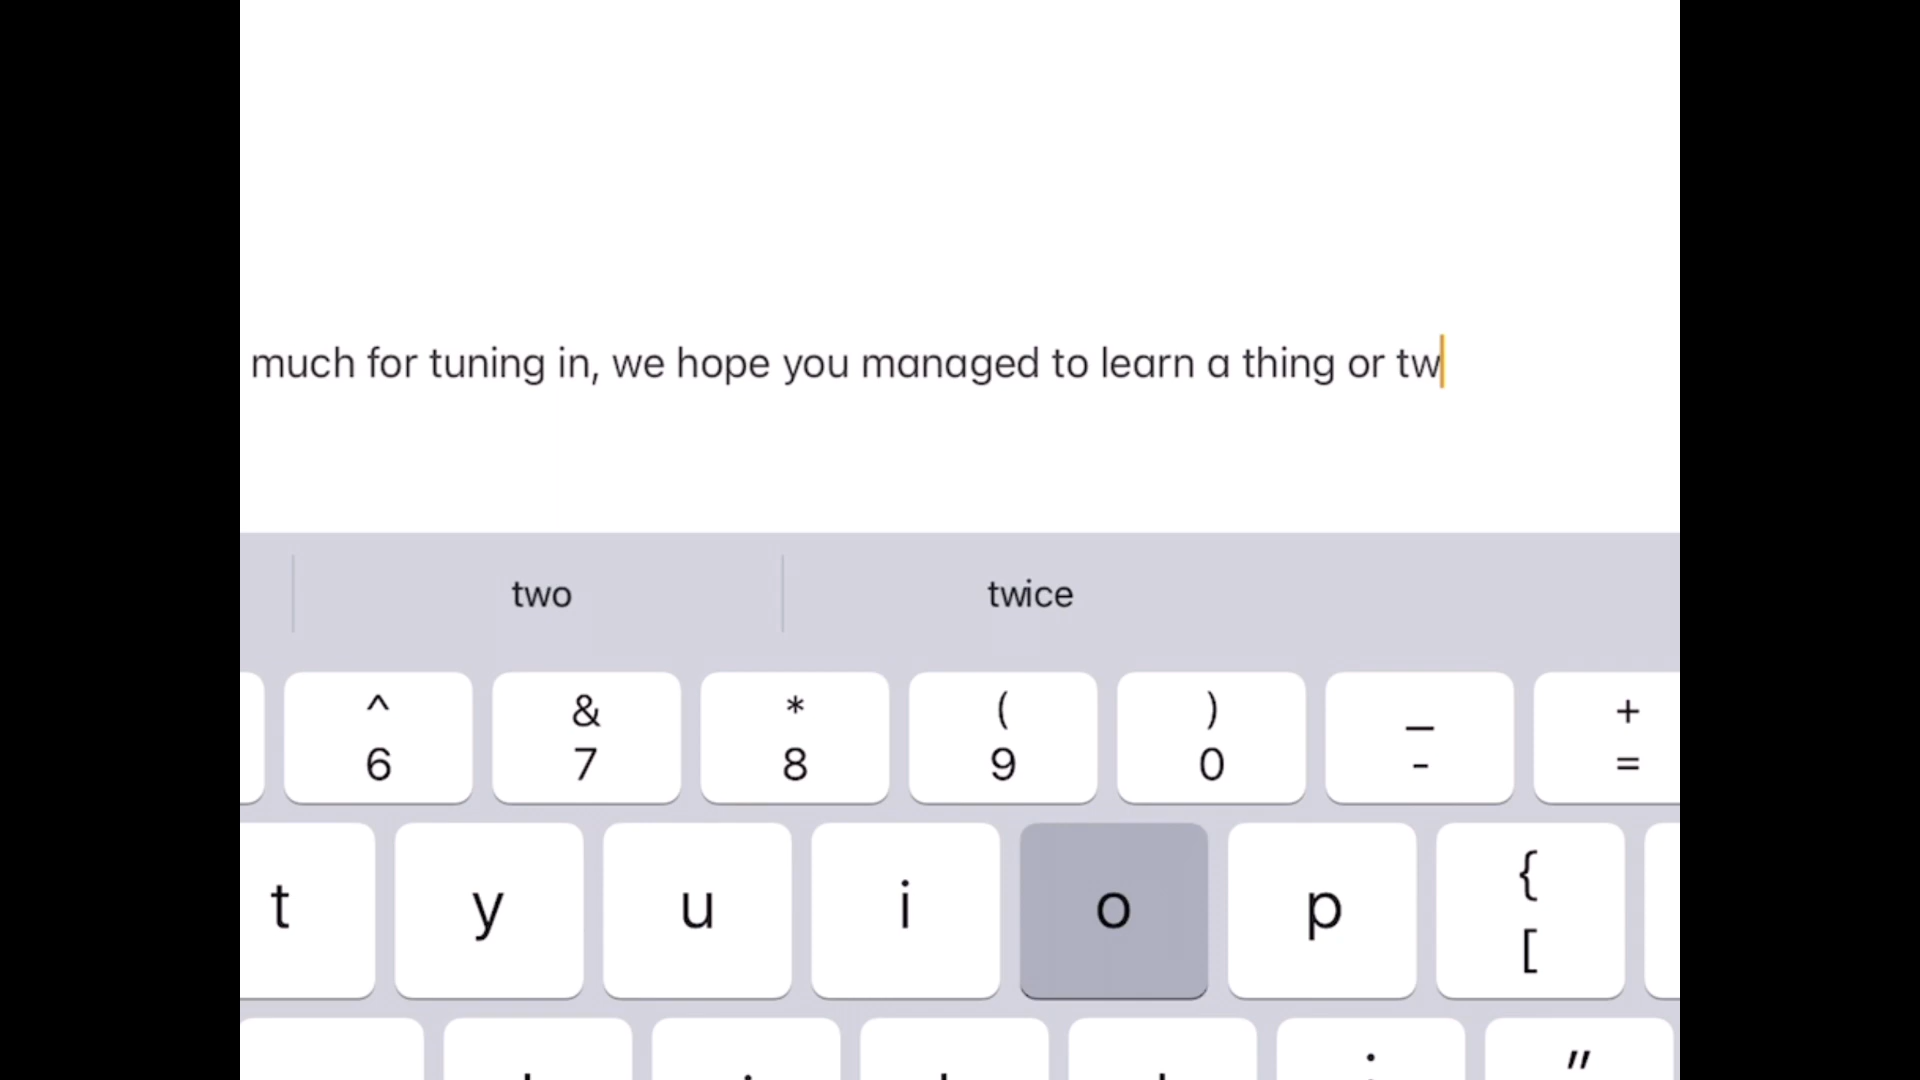 much for tuning in, we hope you managed to learn a thing or tw
two twice
^ & * ( ) _ +
6 7 8 9 0 - =
t y u i o p {
[
"